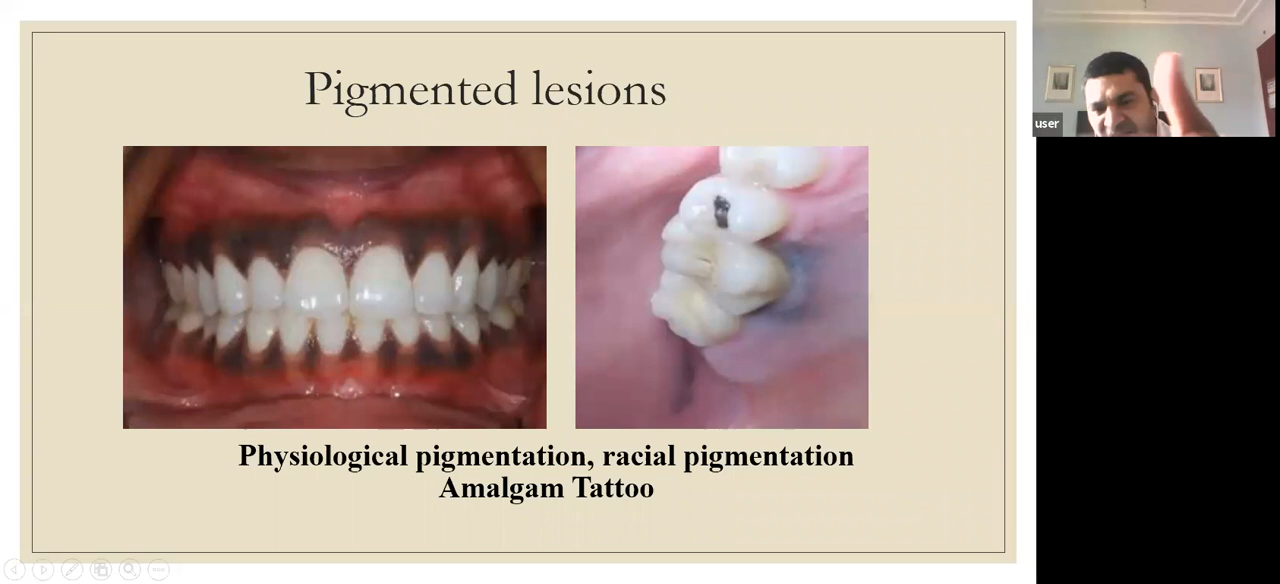 Pigmented lesions
user
Physiological pigmentation, racial pigmentation
Amalgam Tattoo